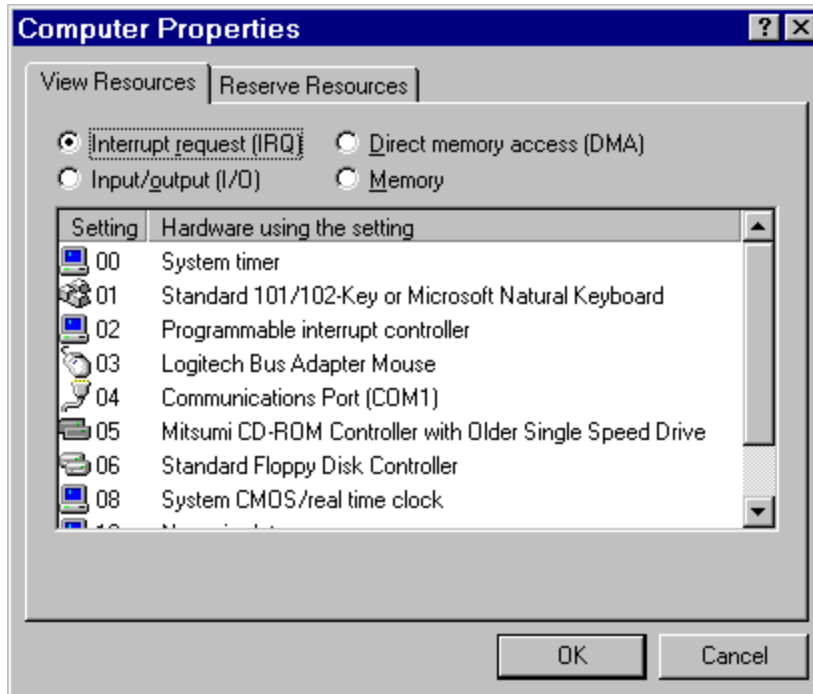 Computer Properties
View Resources Reserve Resources
Interrupt request (IRQ) Direct memory access (DMA)
Input/output (I/O) Memory
Setting Hardware using the setting
00 System timer
01 Standard 101/102-Key or Microsoft Natural Keyboard
02 Programmable interrupt controller
03 Logitech Bus Adapter Mouse
04 Communications Port (COM1)
05 Mitsumi CD-ROM Controller with Older Single Speed Drive
06 Standard Floppy Disk Controller
08 System CMOS/real time clock
OK Cancel